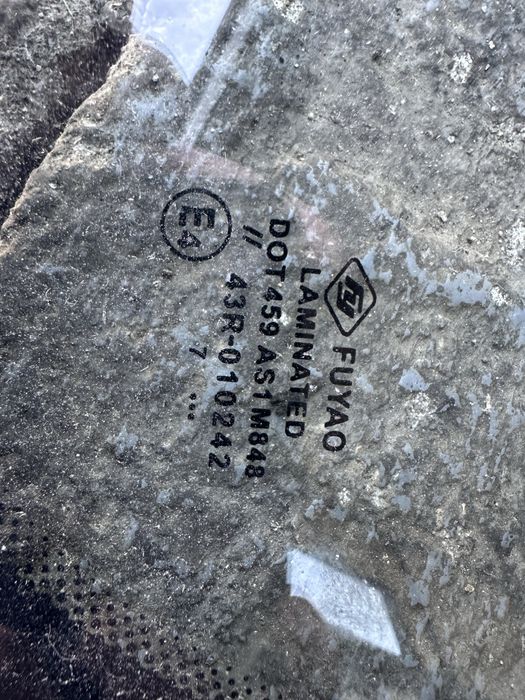 FUYAO
LAMINATED
DOT459 AS1M848
//
E4
43R-010242
7 ...